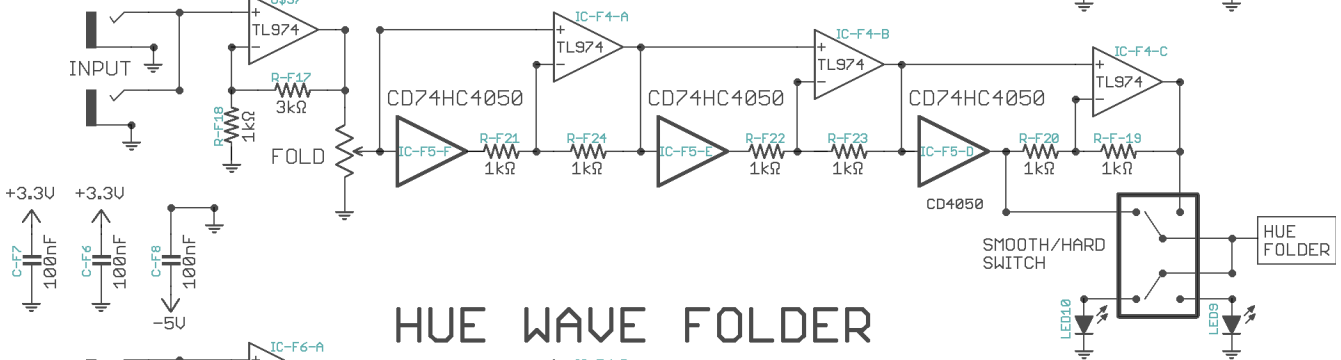 IC-F4-A
IC-F4-B
IC-F4-C
+
TL974
-
+
TL974
-
+
TL974
-
+
TL974
-
INPUT
R-F17
3kΩ
R-F18
1kΩ
FOLD
CD74HC4050
CD74HC4050
CD74HC4050
IC-F5-F
R-F21
1kΩ
R-F24
1kΩ
IC-F5-E
R-F22
1kΩ
R-F23
1kΩ
IC-F5-D
R-F20
1kΩ
R-F-19
1kΩ
CD4050
+3.3V
+3.3V
C-F7
100nF
C-F6
100nF
C-F8
100nF
-5V
SMOOTH/HARD
SWITCH
HUE
FOLDER
LED10
LED9
HUE WAVE FOLDER
IC-F6-A